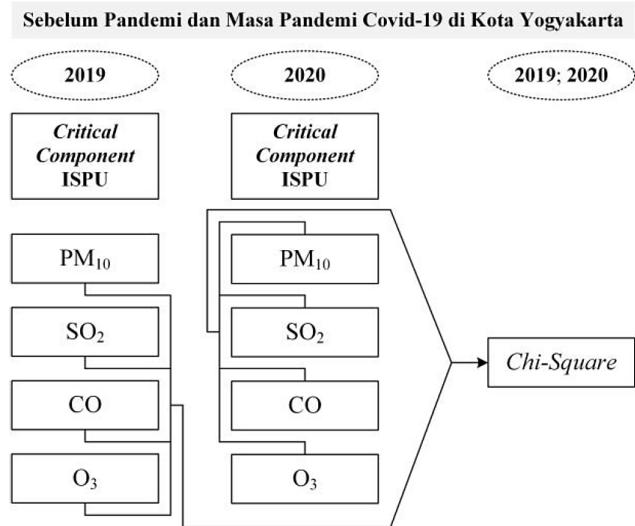 Sebelum Pandemi dan Masa Pandemi Covid-19 di Kota Yogyakarta
2019
2020
2019; 2020
Critical
Component
ISPU
Critical
Component
ISPU
PM₁₀
PM₁₀
SO₂
SO₂
Chi-Square
CO
CO
O₃
O₃